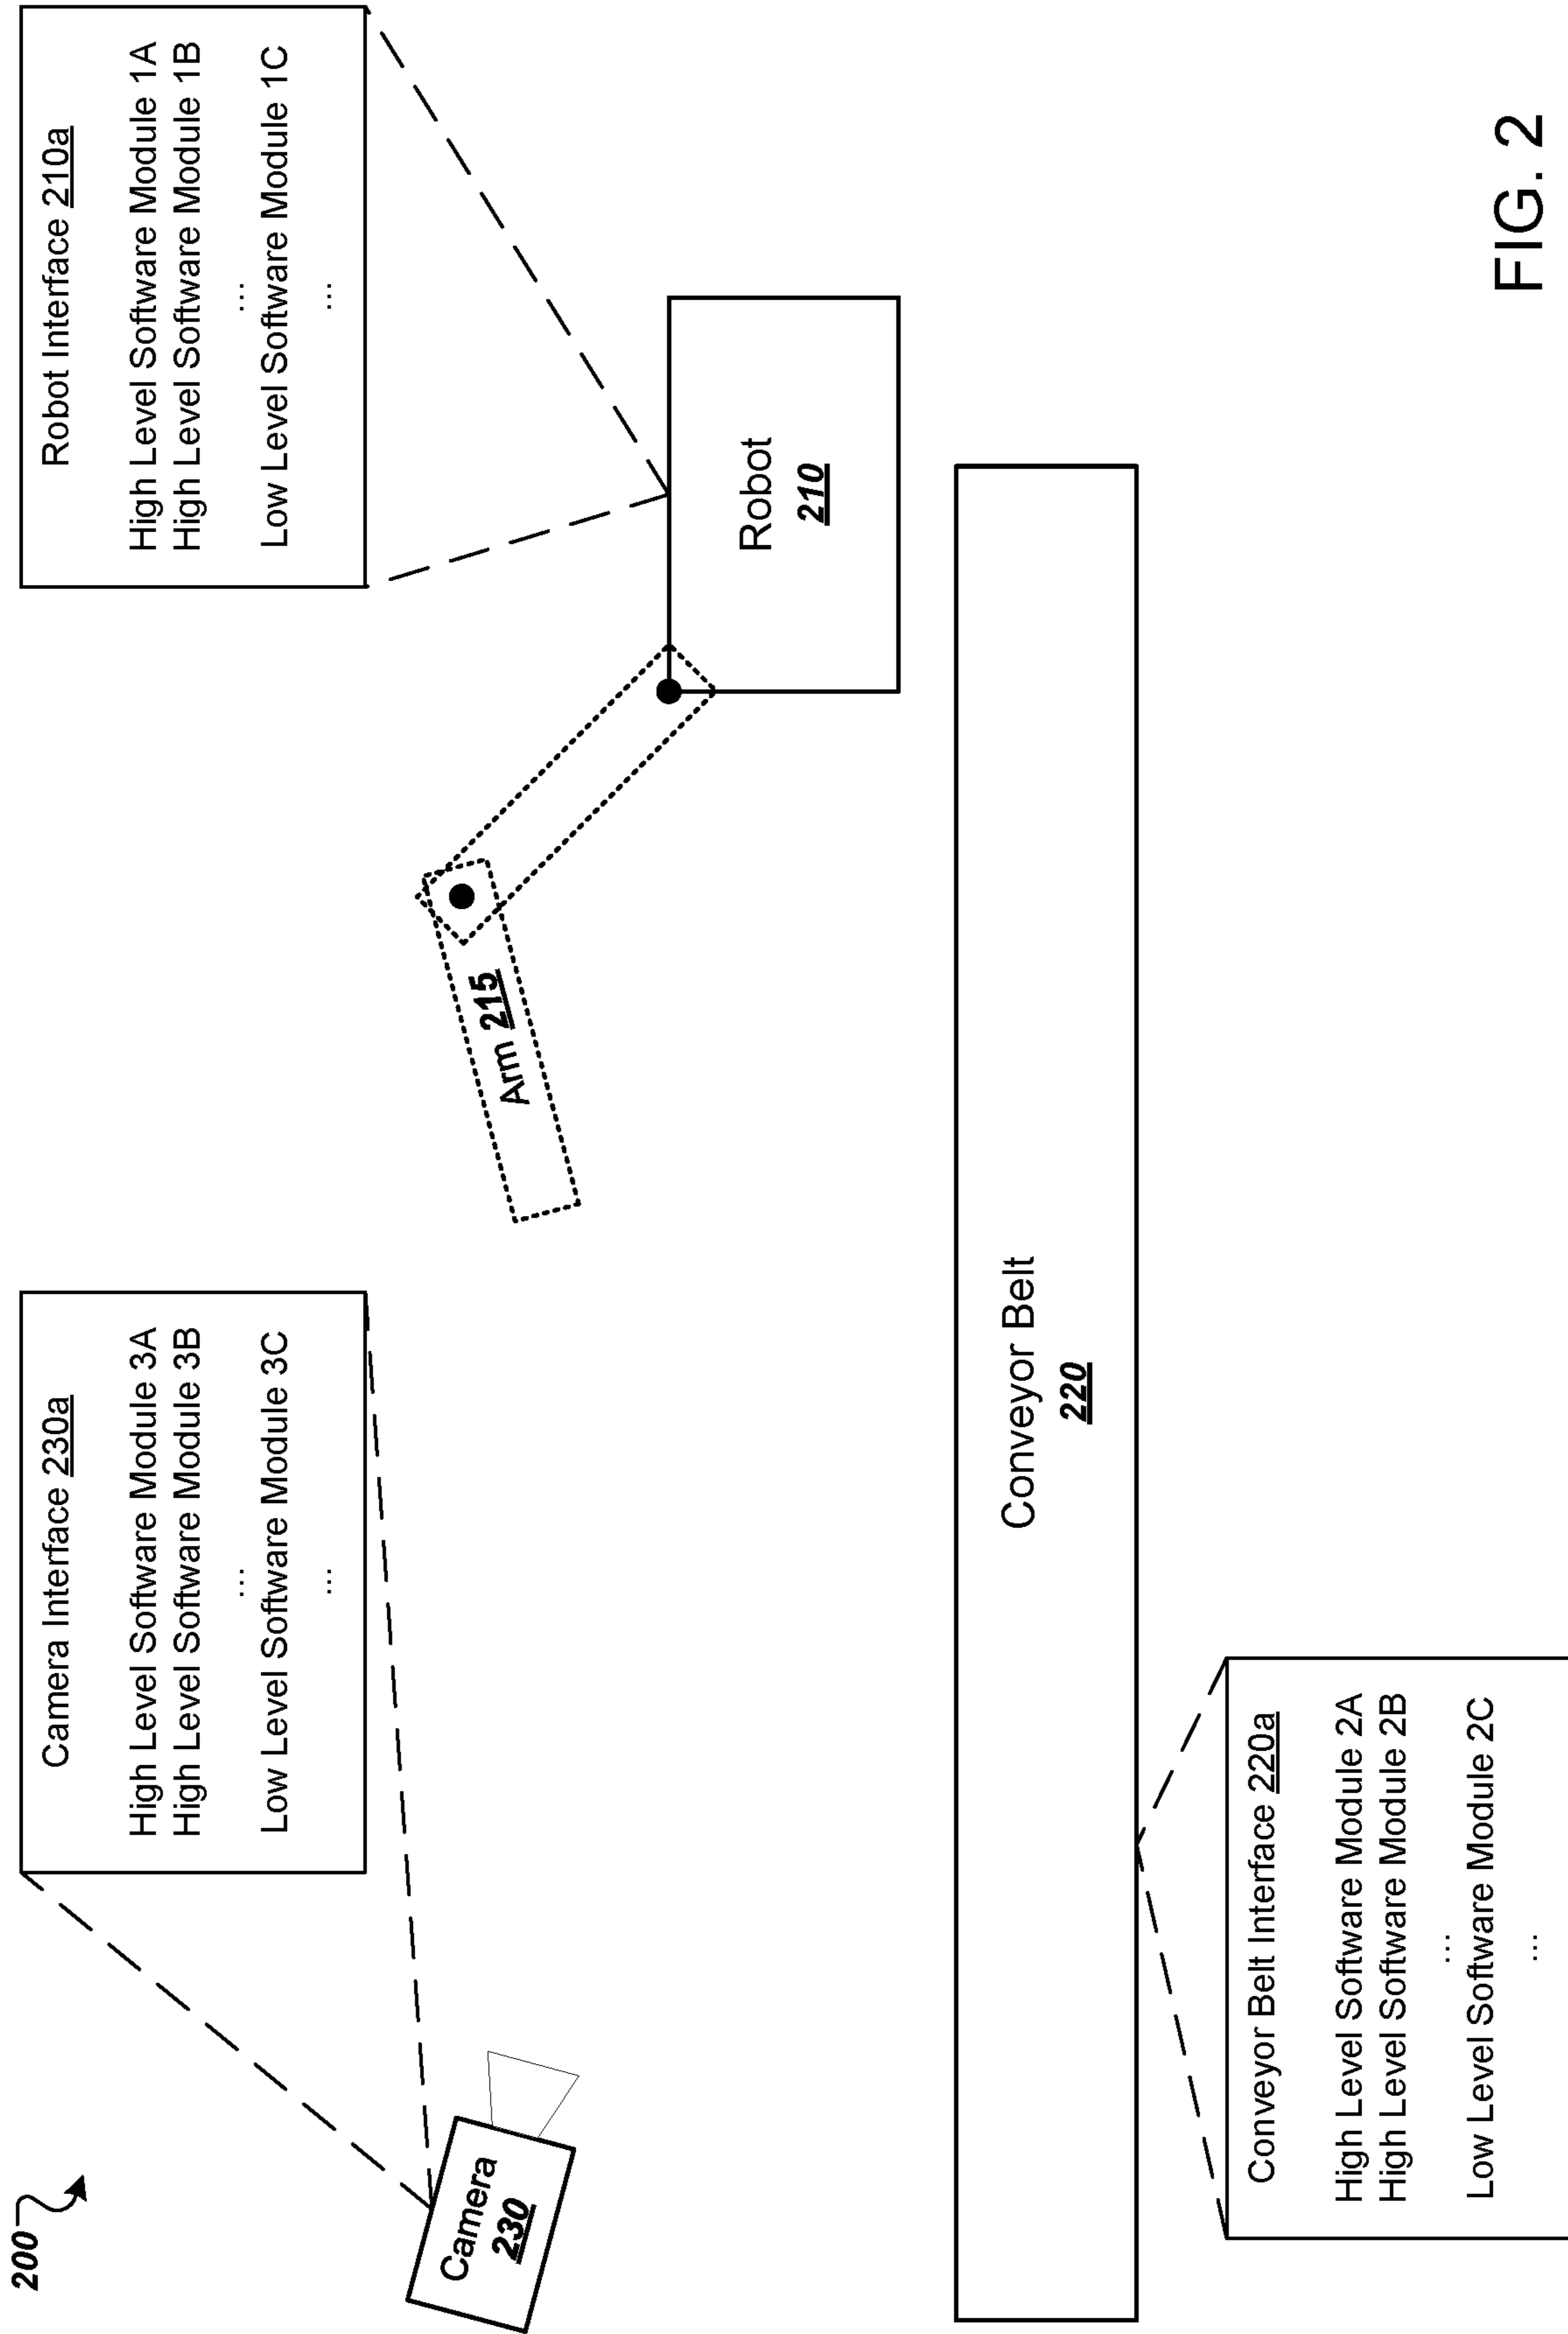 200
Camera Interface 230a
High Level Software Module 3A
High Level Software Module 3B
...
Low Level Software Module 3C
...
Robot Interface 210a
High Level Software Module 1A
High Level Software Module 1B
...
Low Level Software Module 1C
...
Camera
230
Arm 215
Robot
210
Conveyor Belt
220
Conveyor Belt Interface 220a
High Level Software Module 2A
High Level Software Module 2B
...
Low Level Software Module 2C
...
FIG. 2